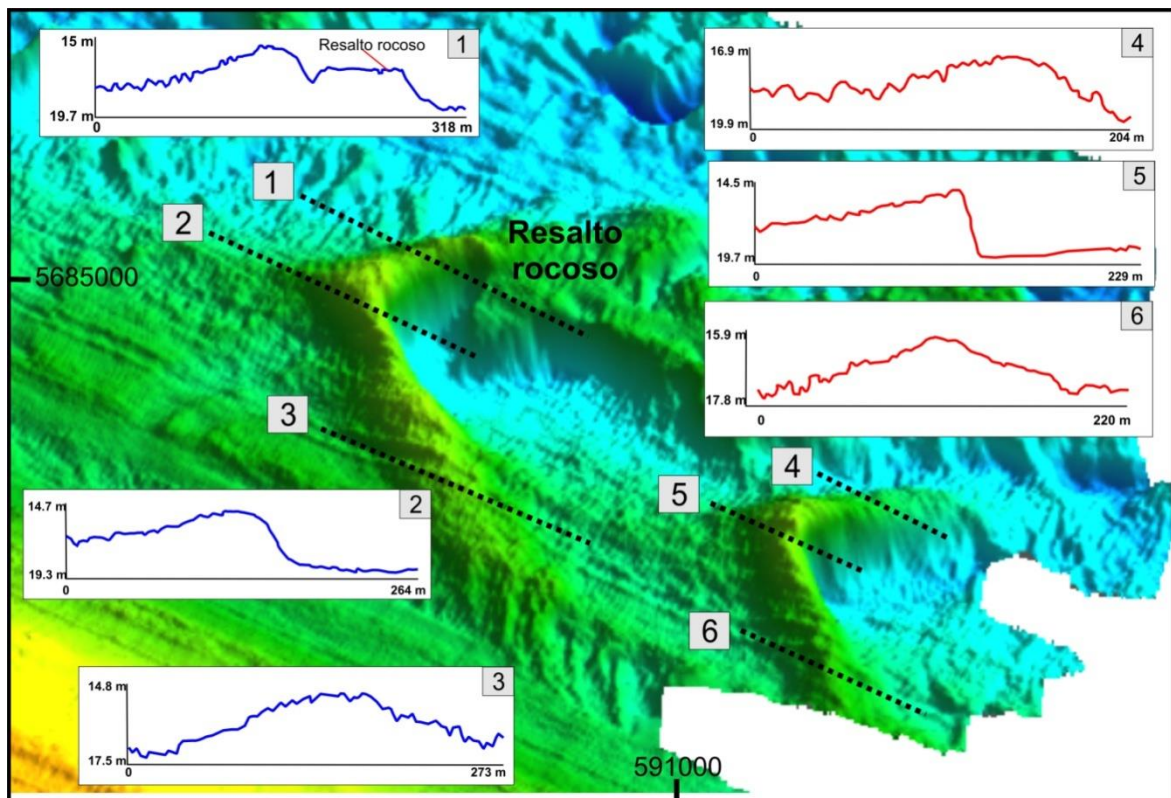 1
15 m
Resalto rocoso
19.7 m
0
318 m
4
16.9 m
19.9 m
0
204 m
5
14.5 m
19.7 m
0
229 m
6
15.9 m
17.8 m
0
220 m
1
2
Resalto
rocoso
5685000
3
4
5
6
2
14.7 m
19.3 m
0
264 m
3
14.8 m
17.5 m
0
273 m
591000